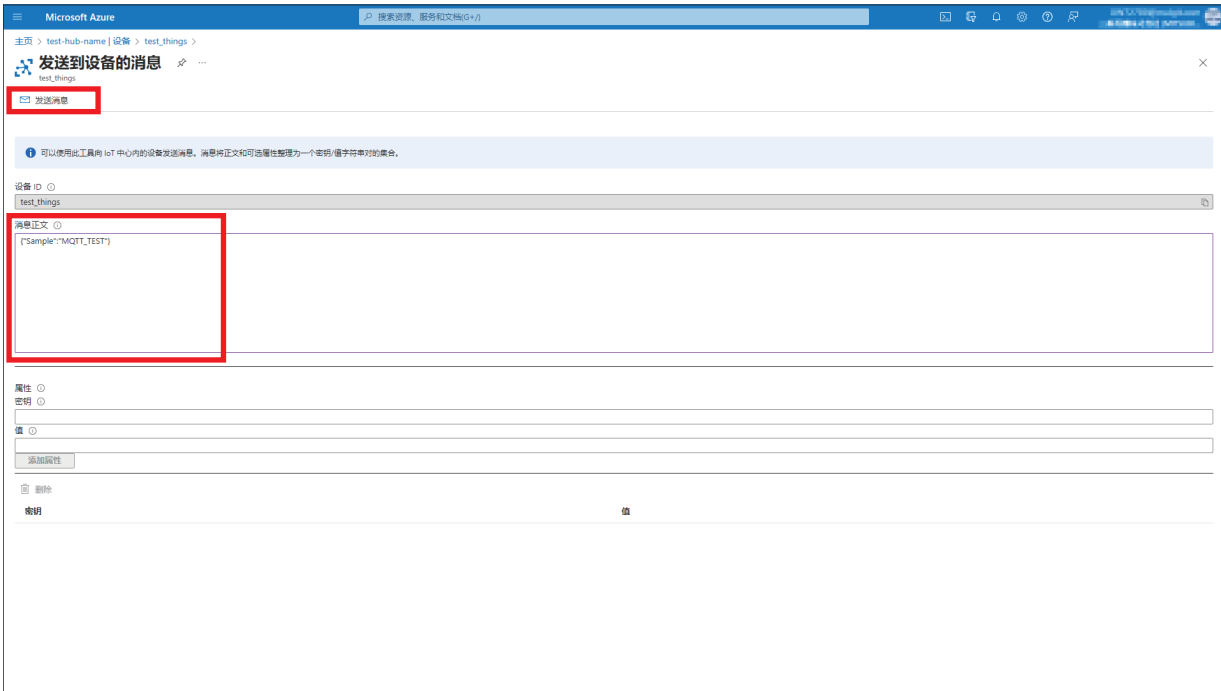 Microsoft Azure
搜索资源、服务和文档(G+/)
主页 > test-hub-name | 设备 > test_things >
发送到设备的消息
test_things
发送消息
可以使用此工具向 IoT 中心内的设备发送消息。消息将正文和可选属性整理为一个密钥/值字符串对的集合。
设备 ID
test_things
消息正文
{"Sample":"MQTT_TEST"}
属性
密钥
值
添加属性
删除
密钥 值